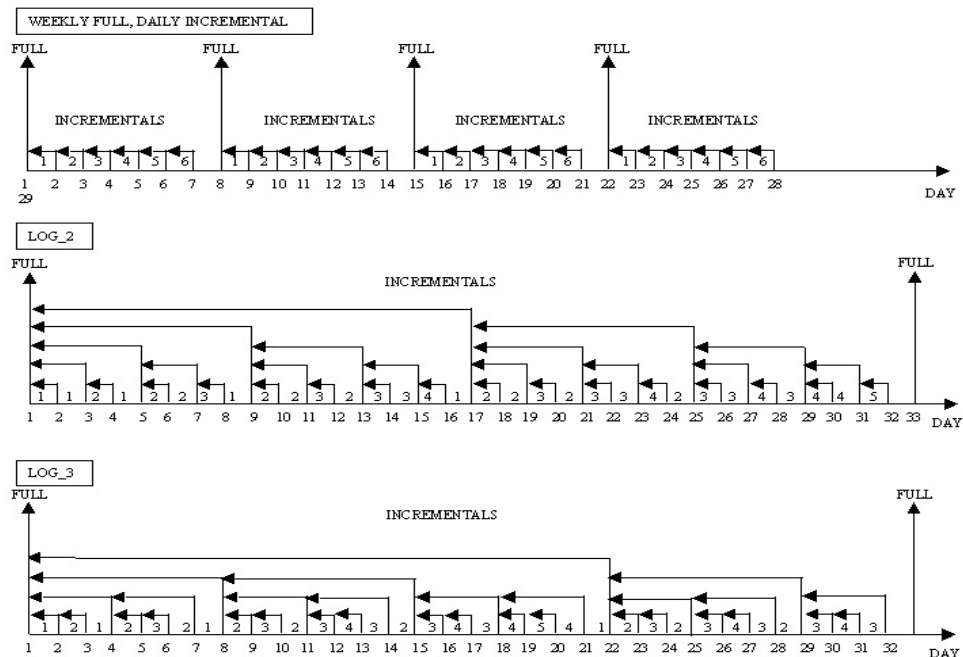 WEEKLY FULL, DAILY INCREMENTAL
FULL FULL FULL FULL
INCREMENTALS INCREMENTALS INCREMENTALS INCREMENTALS
1 2 3 4 5 6 1 2 3 4 5 6 1 2 3 4 5 6 1 2 3 4 5 6
1 2 3 4 5 6 7 8 9 10 11 12 13 14 15 16 17 18 19 20 21 22 23 24 25 26 27 28
29
DAY
LOG_2
FULL FULL
INCREMENTALS
1 1 2 1 2 2 3 1 2 2 3 2 3 3 4 1 2 2 3 2 3 3 4 2 3 3 4 3 4 4 5
1 2 3 4 5 6 7 8 9 10 11 12 13 14 15 16 17 18 19 20 21 22 23 24 25 26 27 28 29 30 31 32 33
DAY
LOG_3
FULL FULL
INCREMENTALS
1 2 1 2 3 2 1 2 3 2 3 4 3 2 3 4 3 4 5 4 1 2 3 2 3 4 3 2 3 4 3
1 2 3 4 5 6 7 8 9 10 11 12 13 14 15 16 17 18 19 20 21 22 23 24 25 26 27 28 29 30 31 32
DAY